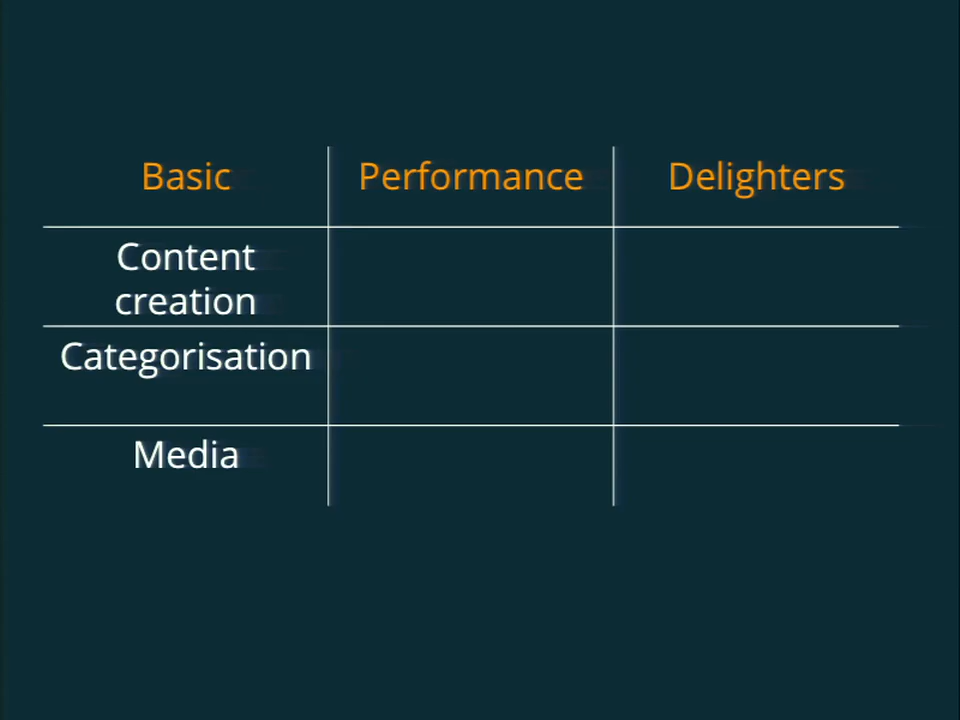 Basic Performance Delighters
Content
creation
Categorisation
Media